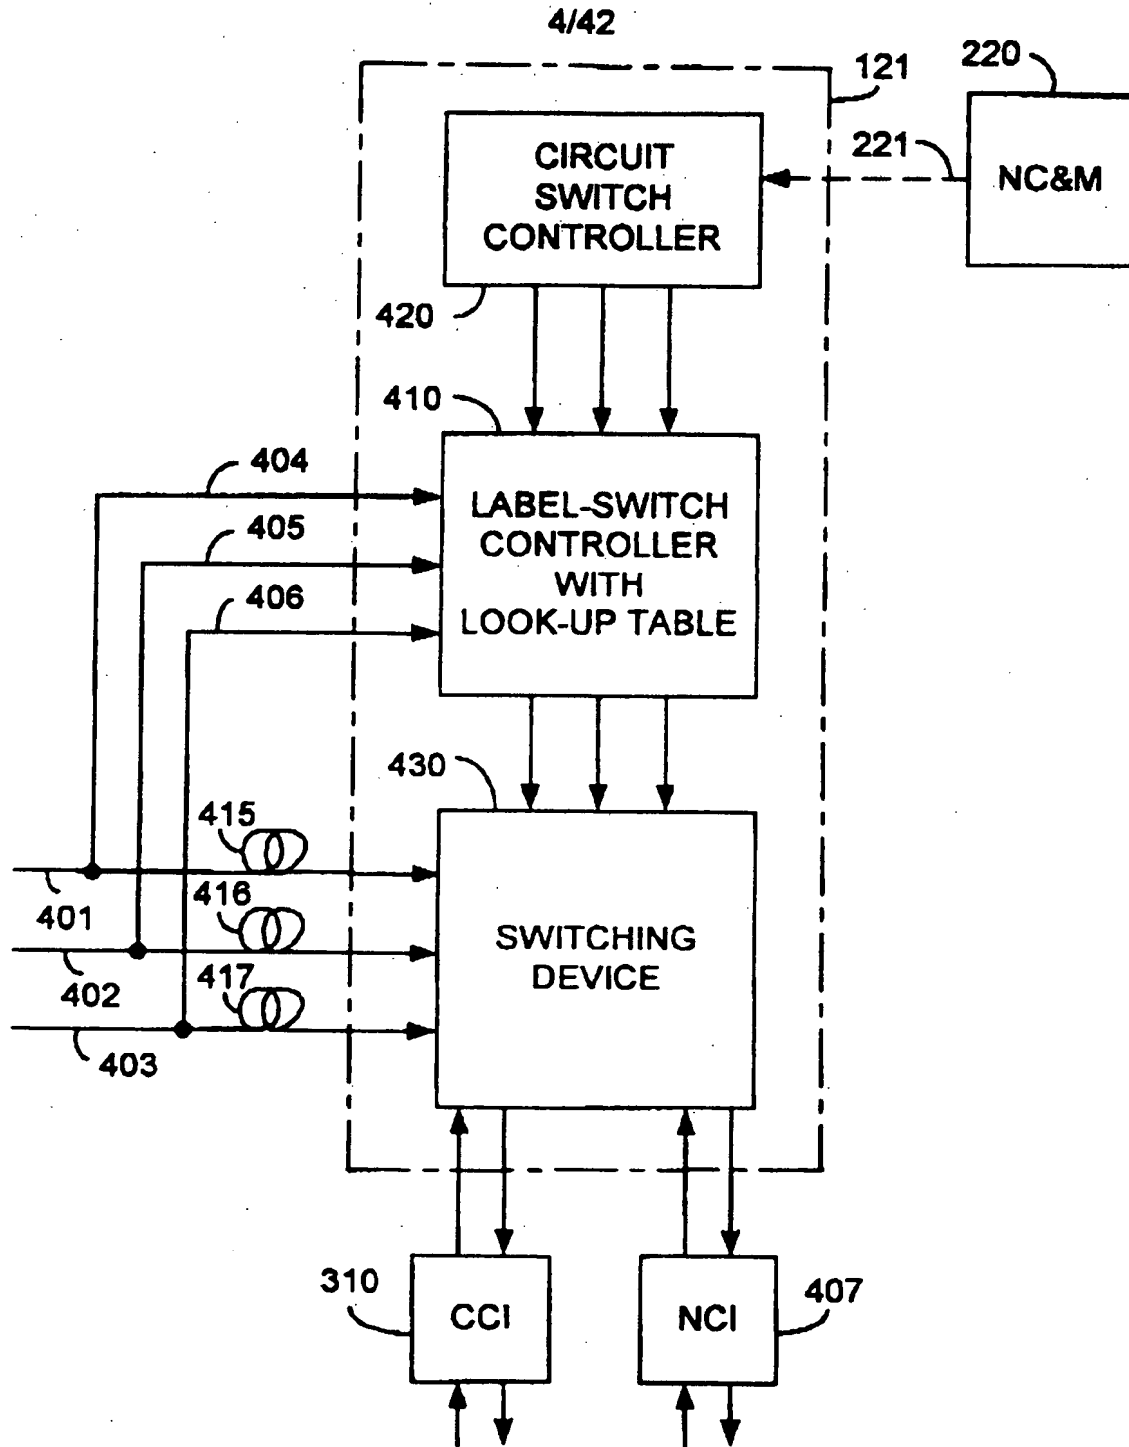 4/42
121
220
CIRCUIT
SWITCH
CONTROLLER
221
NC&M
420
410
404
LABEL-SWITCH
CONTROLLER
WITH
LOOK-UP TABLE
405
406
430
415
401
416
SWITCHING
DEVICE
402
417
403
310
CCI
NCI
407